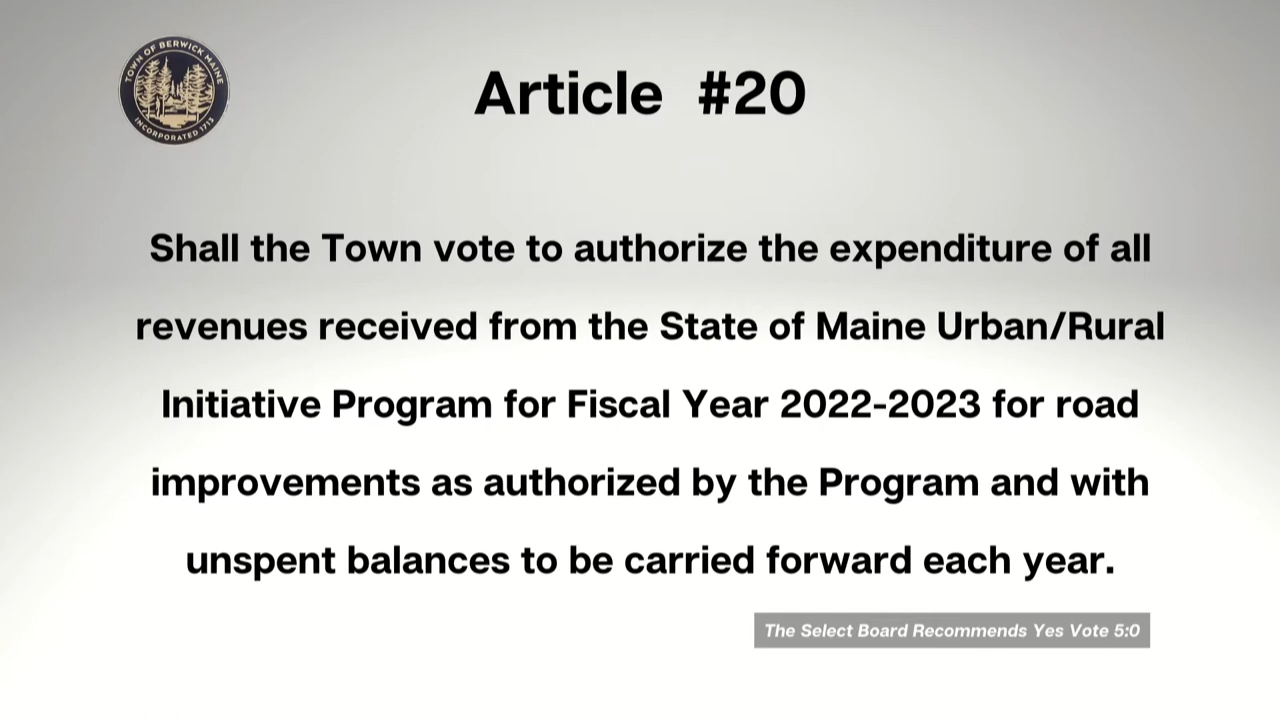 TOWN OF BERWICK MAINE
INCORPORATED 1713
Article #20
Shall the Town vote to authorize the expenditure of all
revenues received from the State of Maine Urban/Rural
Initiative Program for Fiscal Year 2022-2023 for road
improvements as authorized by the Program and with
unspent balances to be carried forward each year.
The Select Board Recommends Yes Vote 5:0